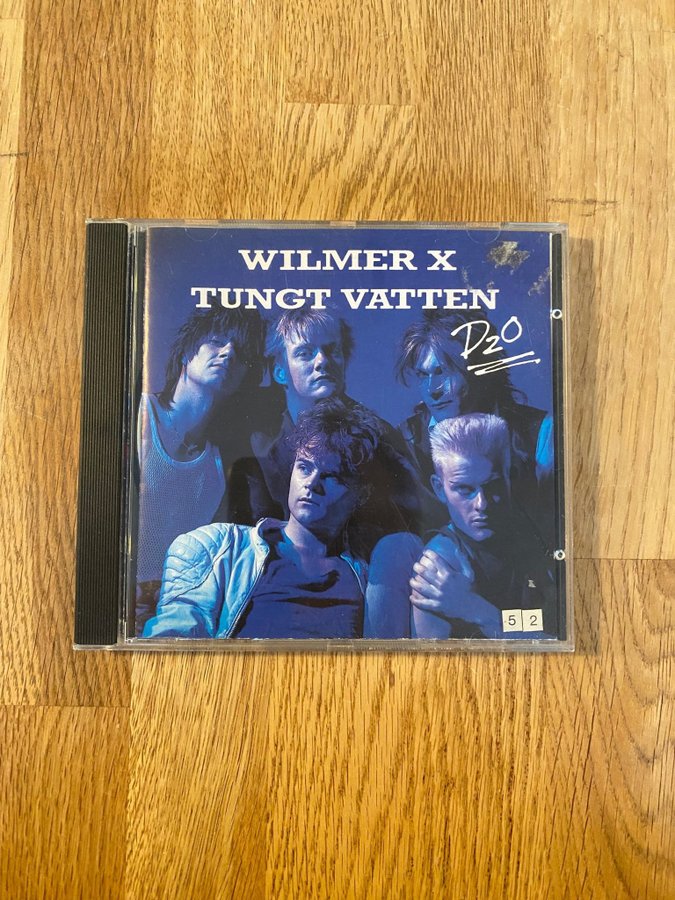 WILMER X
TUNGT VATTEN
D2O
5 2